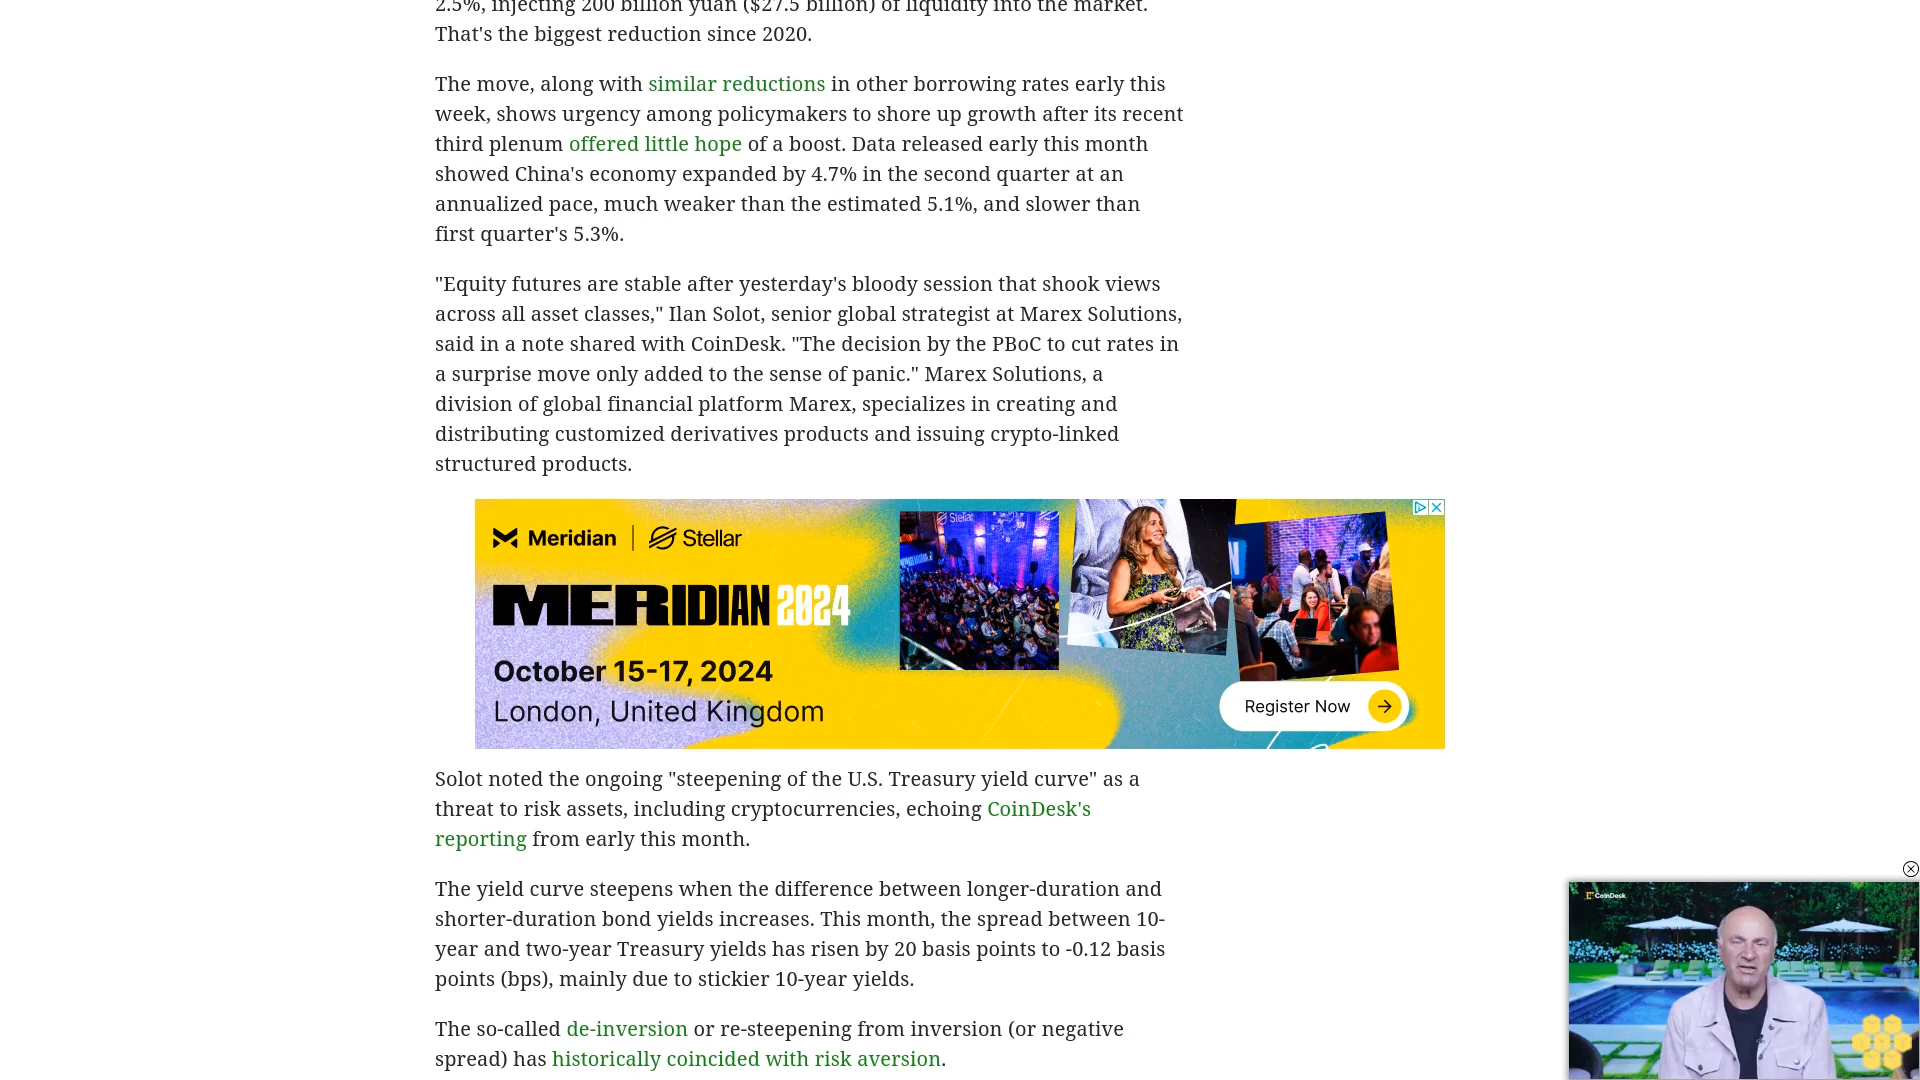 2.5%, injecting 200 billion yuan ($27.5 billion) of liquidity into the market.
That's the biggest reduction since 2020.
The move, along with similar reductions in other borrowing rates early this
week, shows urgency among policymakers to shore up growth after its recent
third plenum offered little hope of a boost. Data released early this month
showed China's economy expanded by 4.7% in the second quarter at an
annualized pace, much weaker than the estimated 5.1%, and slower than
first quarter's 5.3%.
"Equity futures are stable after yesterday's bloody session that shook views
across all asset classes," Ilan Solot, senior global strategist at Marex Solutions,
said in a note shared with CoinDesk. "The decision by the PBoC to cut rates in
a surprise move only added to the sense of panic." Marex Solutions, a
division of global financial platform Marex, specializes in creating and
distributing customized derivatives products and issuing crypto-linked
structured products.
Meridian | Stellar
MERIDIAN 2024
October 15-17, 2024
London, United Kingdom
Stellar
Register Now
Solot noted the ongoing "steepening of the U.S. Treasury yield curve" as a
threat to risk assets, including cryptocurrencies, echoing CoinDesk's
reporting from early this month.
The yield curve steepens when the difference between longer-duration and
shorter-duration bond yields increases. This month, the spread between 10-
year and two-year Treasury yields has risen by 20 basis points to -0.12 basis
points (bps), mainly due to stickier 10-year yields.
The so-called de-inversion or re-steepening from inversion (or negative
spread) has historically coincided with risk aversion.
CoinDesk